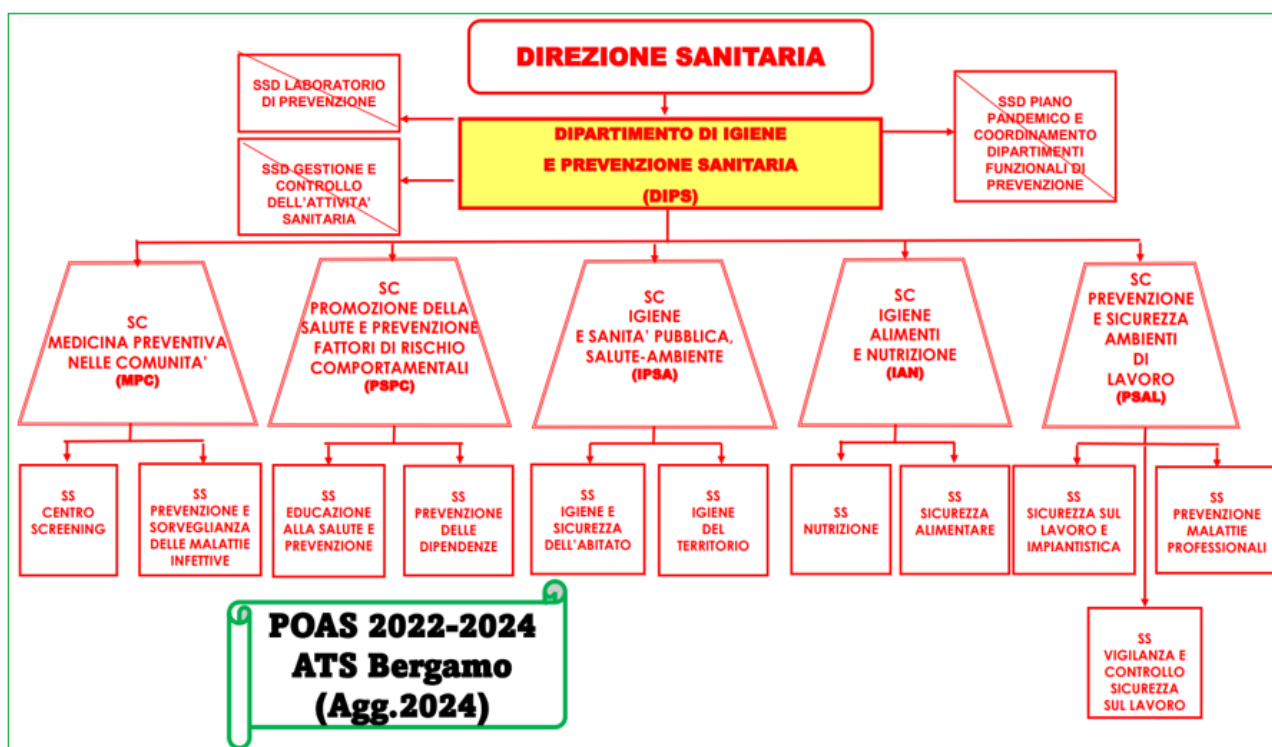 DIREZIONE SANITARIA
SSD LABORATORIO
DI PREVENZIONE
DIPARTIMENTO DI IGIENE
E PREVENZIONE SANITARIA
(DIPS)
SSD PIANO
PANDEMICO E
COORDINAMENTO
DIPARTIMENTI
FUNZIONALI DI
PREVENZIONE
SSD GESTIONE E
CONTROLLO
DELL'ATTIVITA'
SANITARIA
SC
MEDICINA PREVENTIVA
NELLE COMUNITA'
(MPC)
SC
PROMOZIONE DELLA
SALUTE E PREVENZIONE
FATTORI DI RISCHIO
COMPORTAMENTALI
(PSPC)
SC
IGIENE
E SANITA' PUBBLICA,
SALUTE-AMBIENTE
(IPSA)
SC
IGIENE
ALIMENTI
E NUTRIZIONE
(IAN)
SC
PREVENZIONE
E SICUREZZA
AMBIENTI
DI
LAVORO
(PSAL)
SS
CENTRO
SCREENING
SS
PREVENZIONE E
SORVEGLIANZA
DELLE MALATTIE
INFETTIVE
SS
EDUCAZIONE
ALLA SALUTE E
PREVENZIONE
SS
PREVENZIONE
DELLE
DIPENDENZE
SS
IGIENE E
SICUREZZA
DELL'ABITATO
SS
IGIENE
DEL
TERRITORIO
SS
NUTRIZIONE
SS
SICUREZZA
ALIMENTARE
SS
SICUREZZA SUL
LAVORO E
IMPIANTISTICA
SS
PREVENZIONE
MALATTIE
PROFESSIONALI
SS
VIGILANZA E
CONTROLLO
SICUREZZA
SUL LAVORO
POAS 2022-2024
ATS Bergamo
(Agg.2024)